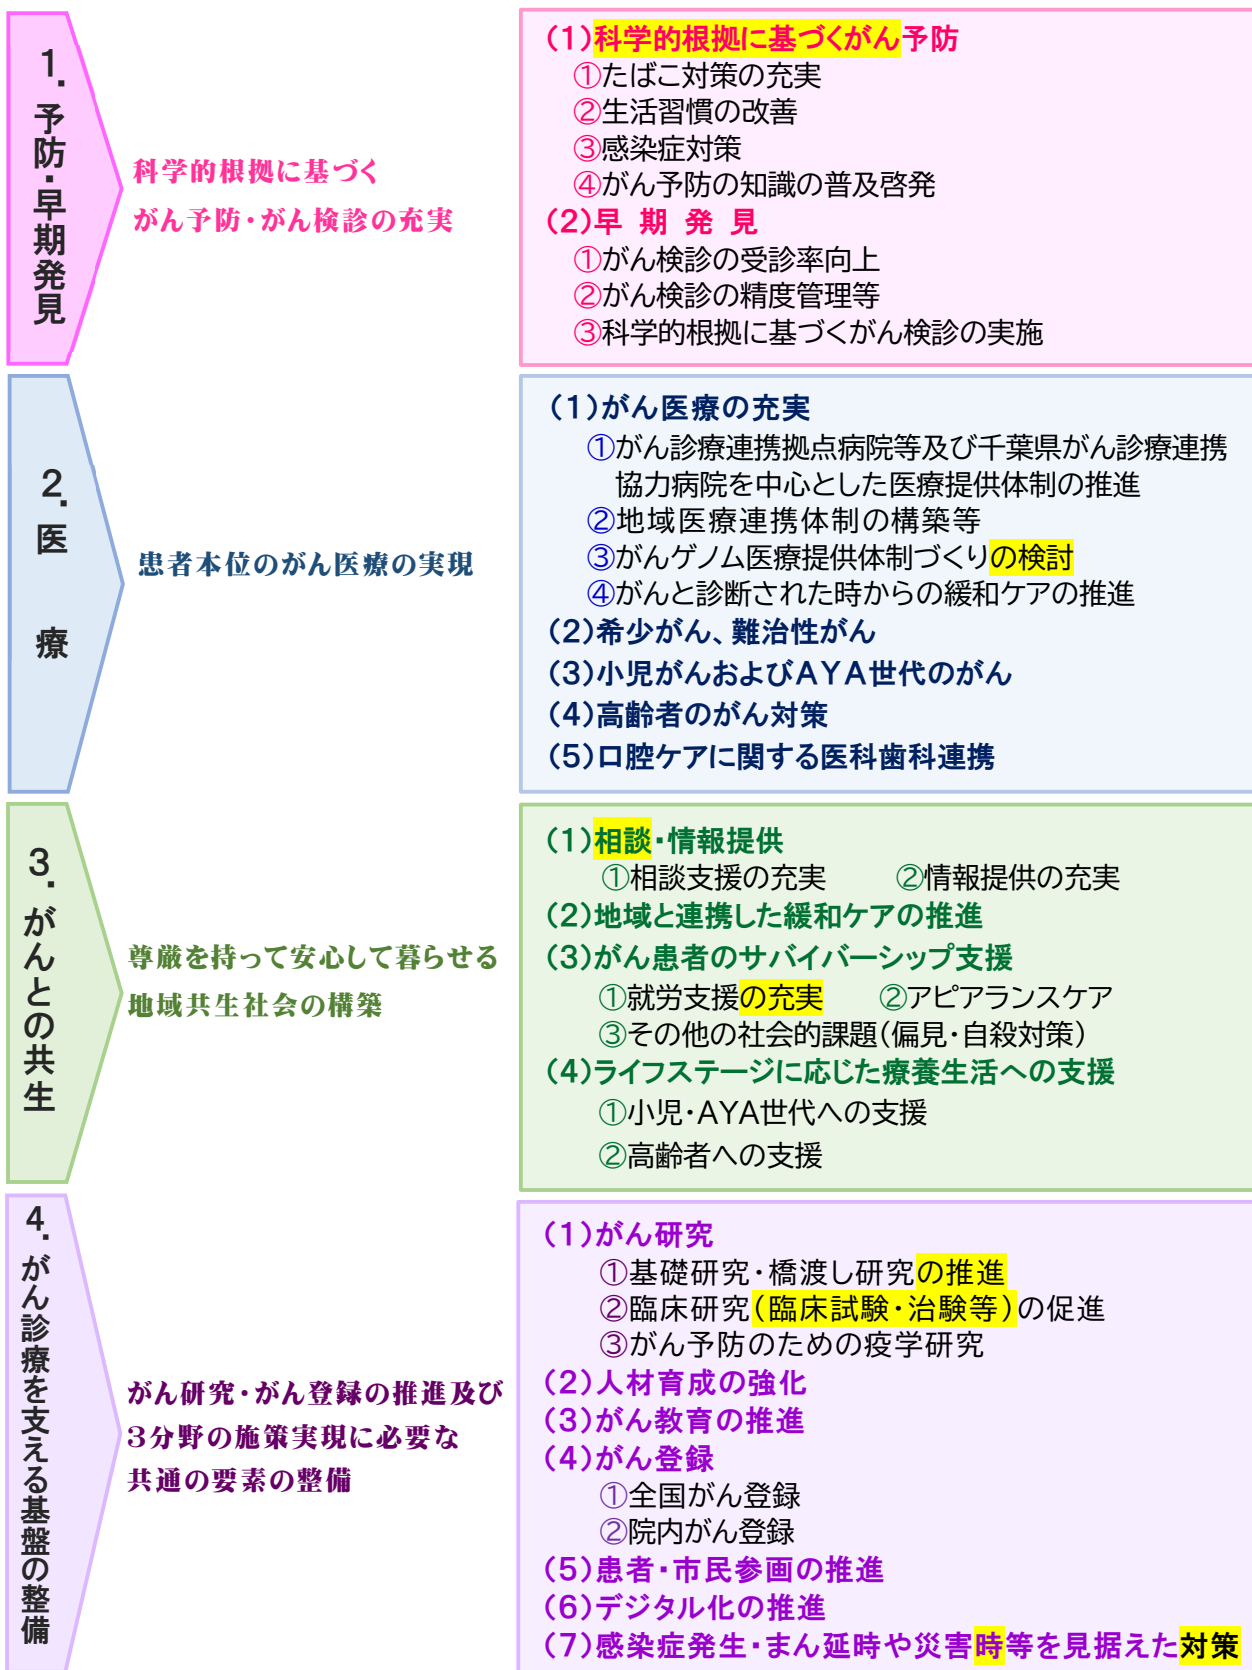 1．予防・早期発見
科学的根拠に基づく
がん予防・がん検診の充実
(1)科学的根拠に基づくがん予防
①たばこ対策の充実
②生活習慣の改善
③感染症対策
④がん予防の知識の普及啓発
(2)早 期 発 見
①がん検診の受診率向上
②がん検診の精度管理等
③科学的根拠に基づくがん検診の実施
2．医 療
患者本位のがん医療の実現
(1)がん医療の充実
①がん診療連携拠点病院等及び千葉県がん診療連携
協力病院を中心とした医療提供体制の推進
②地域医療連携体制の構築等
③がんゲノム医療提供体制づくりの検討
④がんと診断された時からの緩和ケアの推進
(2)希少がん、難治性がん
(3)小児がんおよびAYA世代のがん
(4)高齢者のがん対策
(5)口腔ケアに関する医科歯科連携
3．がんとの共生
尊厳を持って安心して暮らせる
地域共生社会の構築
(1)相談・情報提供
①相談支援の充実 ②情報提供の充実
(2)地域と連携した緩和ケアの推進
(3)がん患者のサバイバーシップ支援
①就労支援の充実 ②アピアランスケア
③その他の社会的課題(偏見・自殺対策)
(4)ライフステージに応じた療養生活への支援
①小児・AYA世代への支援
②高齢者への支援
4．がん診療を支える基盤の整備
がん研究・がん登録の推進及び
3分野の施策実現に必要な
共通の要素の整備
(1)がん研究
①基礎研究・橋渡し研究の推進
②臨床研究(臨床試験・治験等)の促進
③がん予防のための疫学研究
(2)人材育成の強化
(3)がん教育の推進
(4)がん登録
①全国がん登録
②院内がん登録
(5)患者・市民参画の推進
(6)デジタル化の推進
(7)感染症発生・まん延時や災害時等を見据えた対策